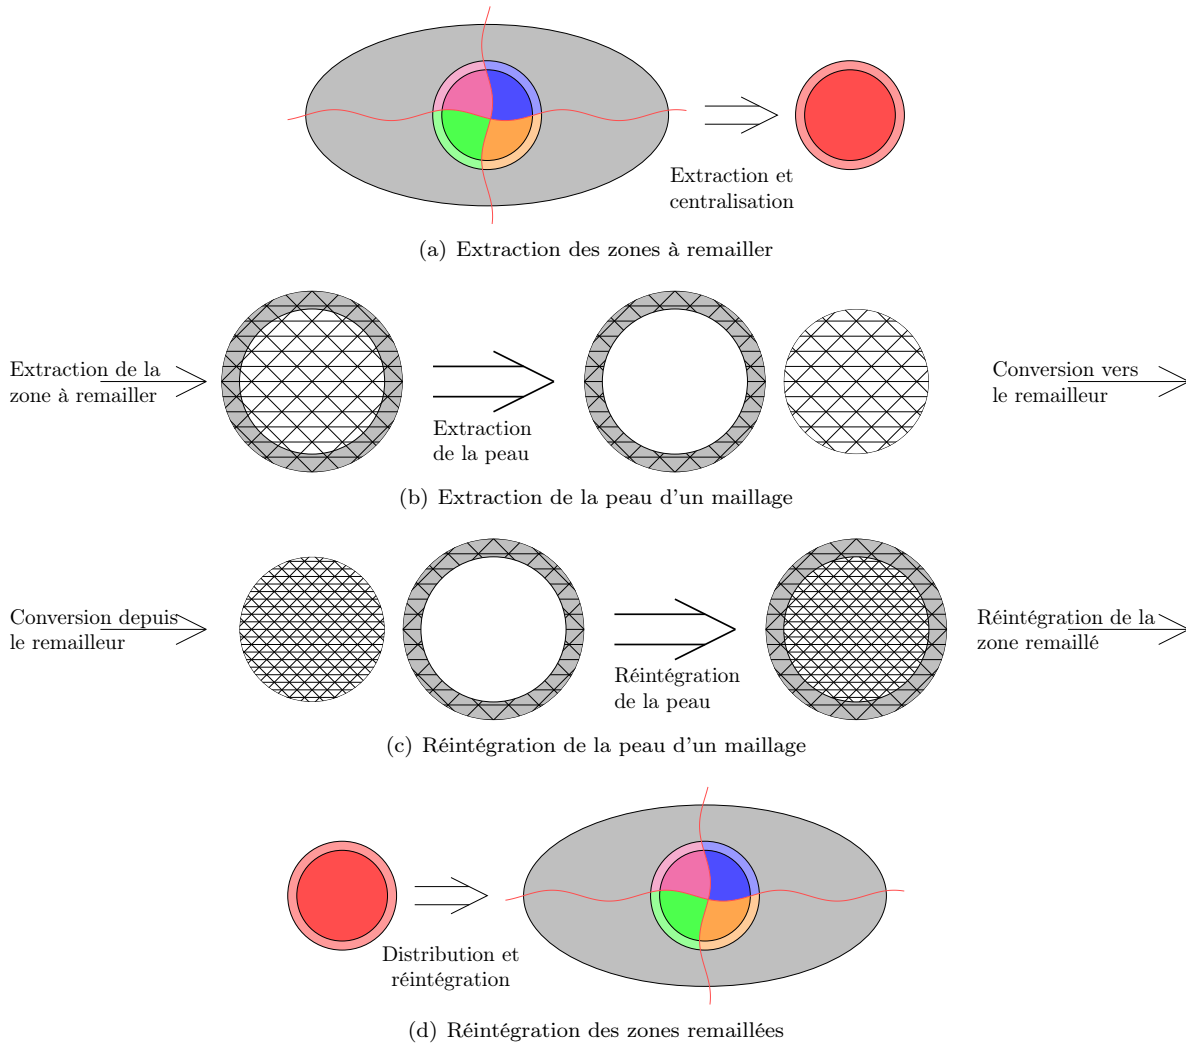 Extraction et
centralisation
(a) Extraction des zones à remailler
Extraction de la
zone à remailler
Extraction
de la peau
Conversion vers
le remailleur
(b) Extraction de la peau d'un maillage
Conversion depuis
le remailleur
Réintégration
de la peau
Réintégration de la
zone remaillé
(c) Réintégration de la peau d'un maillage
Distribution et
réintégration
(d) Réintégration des zones remaillées